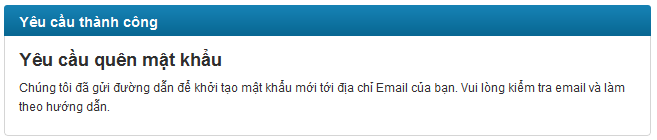 Yêu cầu thành công
Yêu cầu quên mật khẩu
Chúng tôi đã gửi đường dẫn để khởi tạo mật khẩu mới tới địa chỉ Email của bạn. Vui lòng kiểm tra email và làm
theo hướng dẫn.